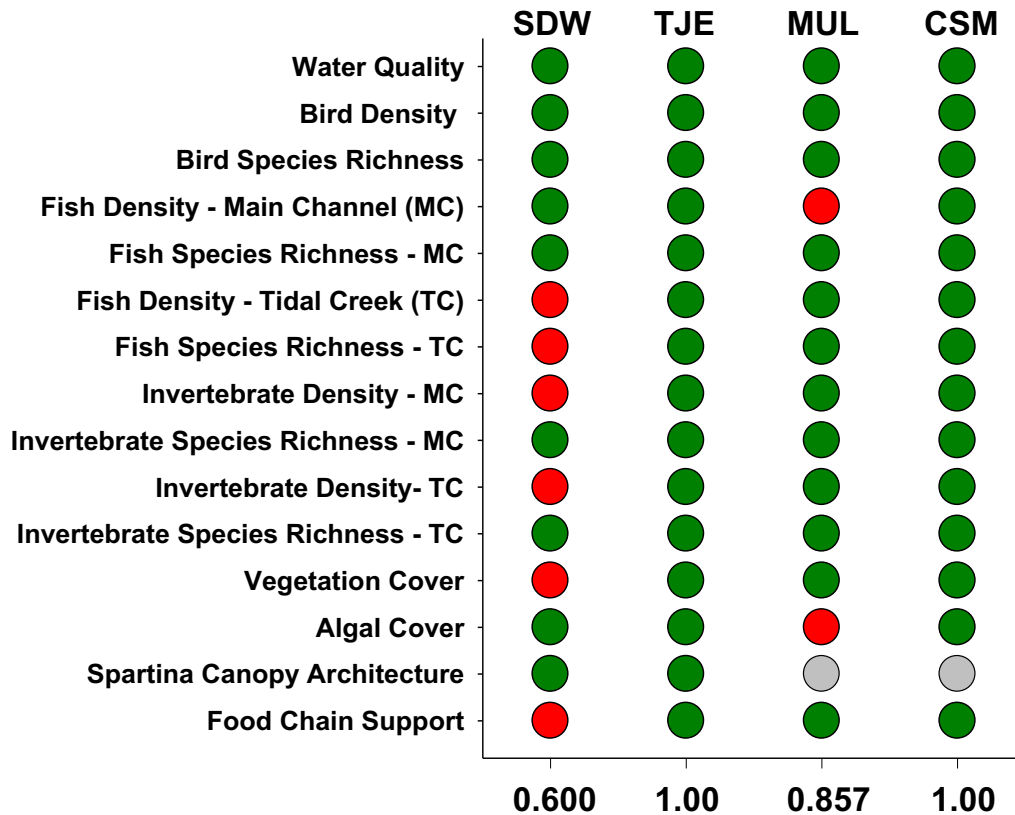 SDW TJE MUL CSM
Water Quality
Bird Density
Bird Species Richness
Fish Density - Main Channel (MC)
Fish Species Richness - MC
Fish Density - Tidal Creek (TC)
Fish Species Richness - TC
Invertebrate Density - MC
Invertebrate Species Richness - MC
Invertebrate Density- TC
Invertebrate Species Richness - TC
Vegetation Cover
Algal Cover
Spartina Canopy Architecture
Food Chain Support
0.600 1.00 0.857 1.00